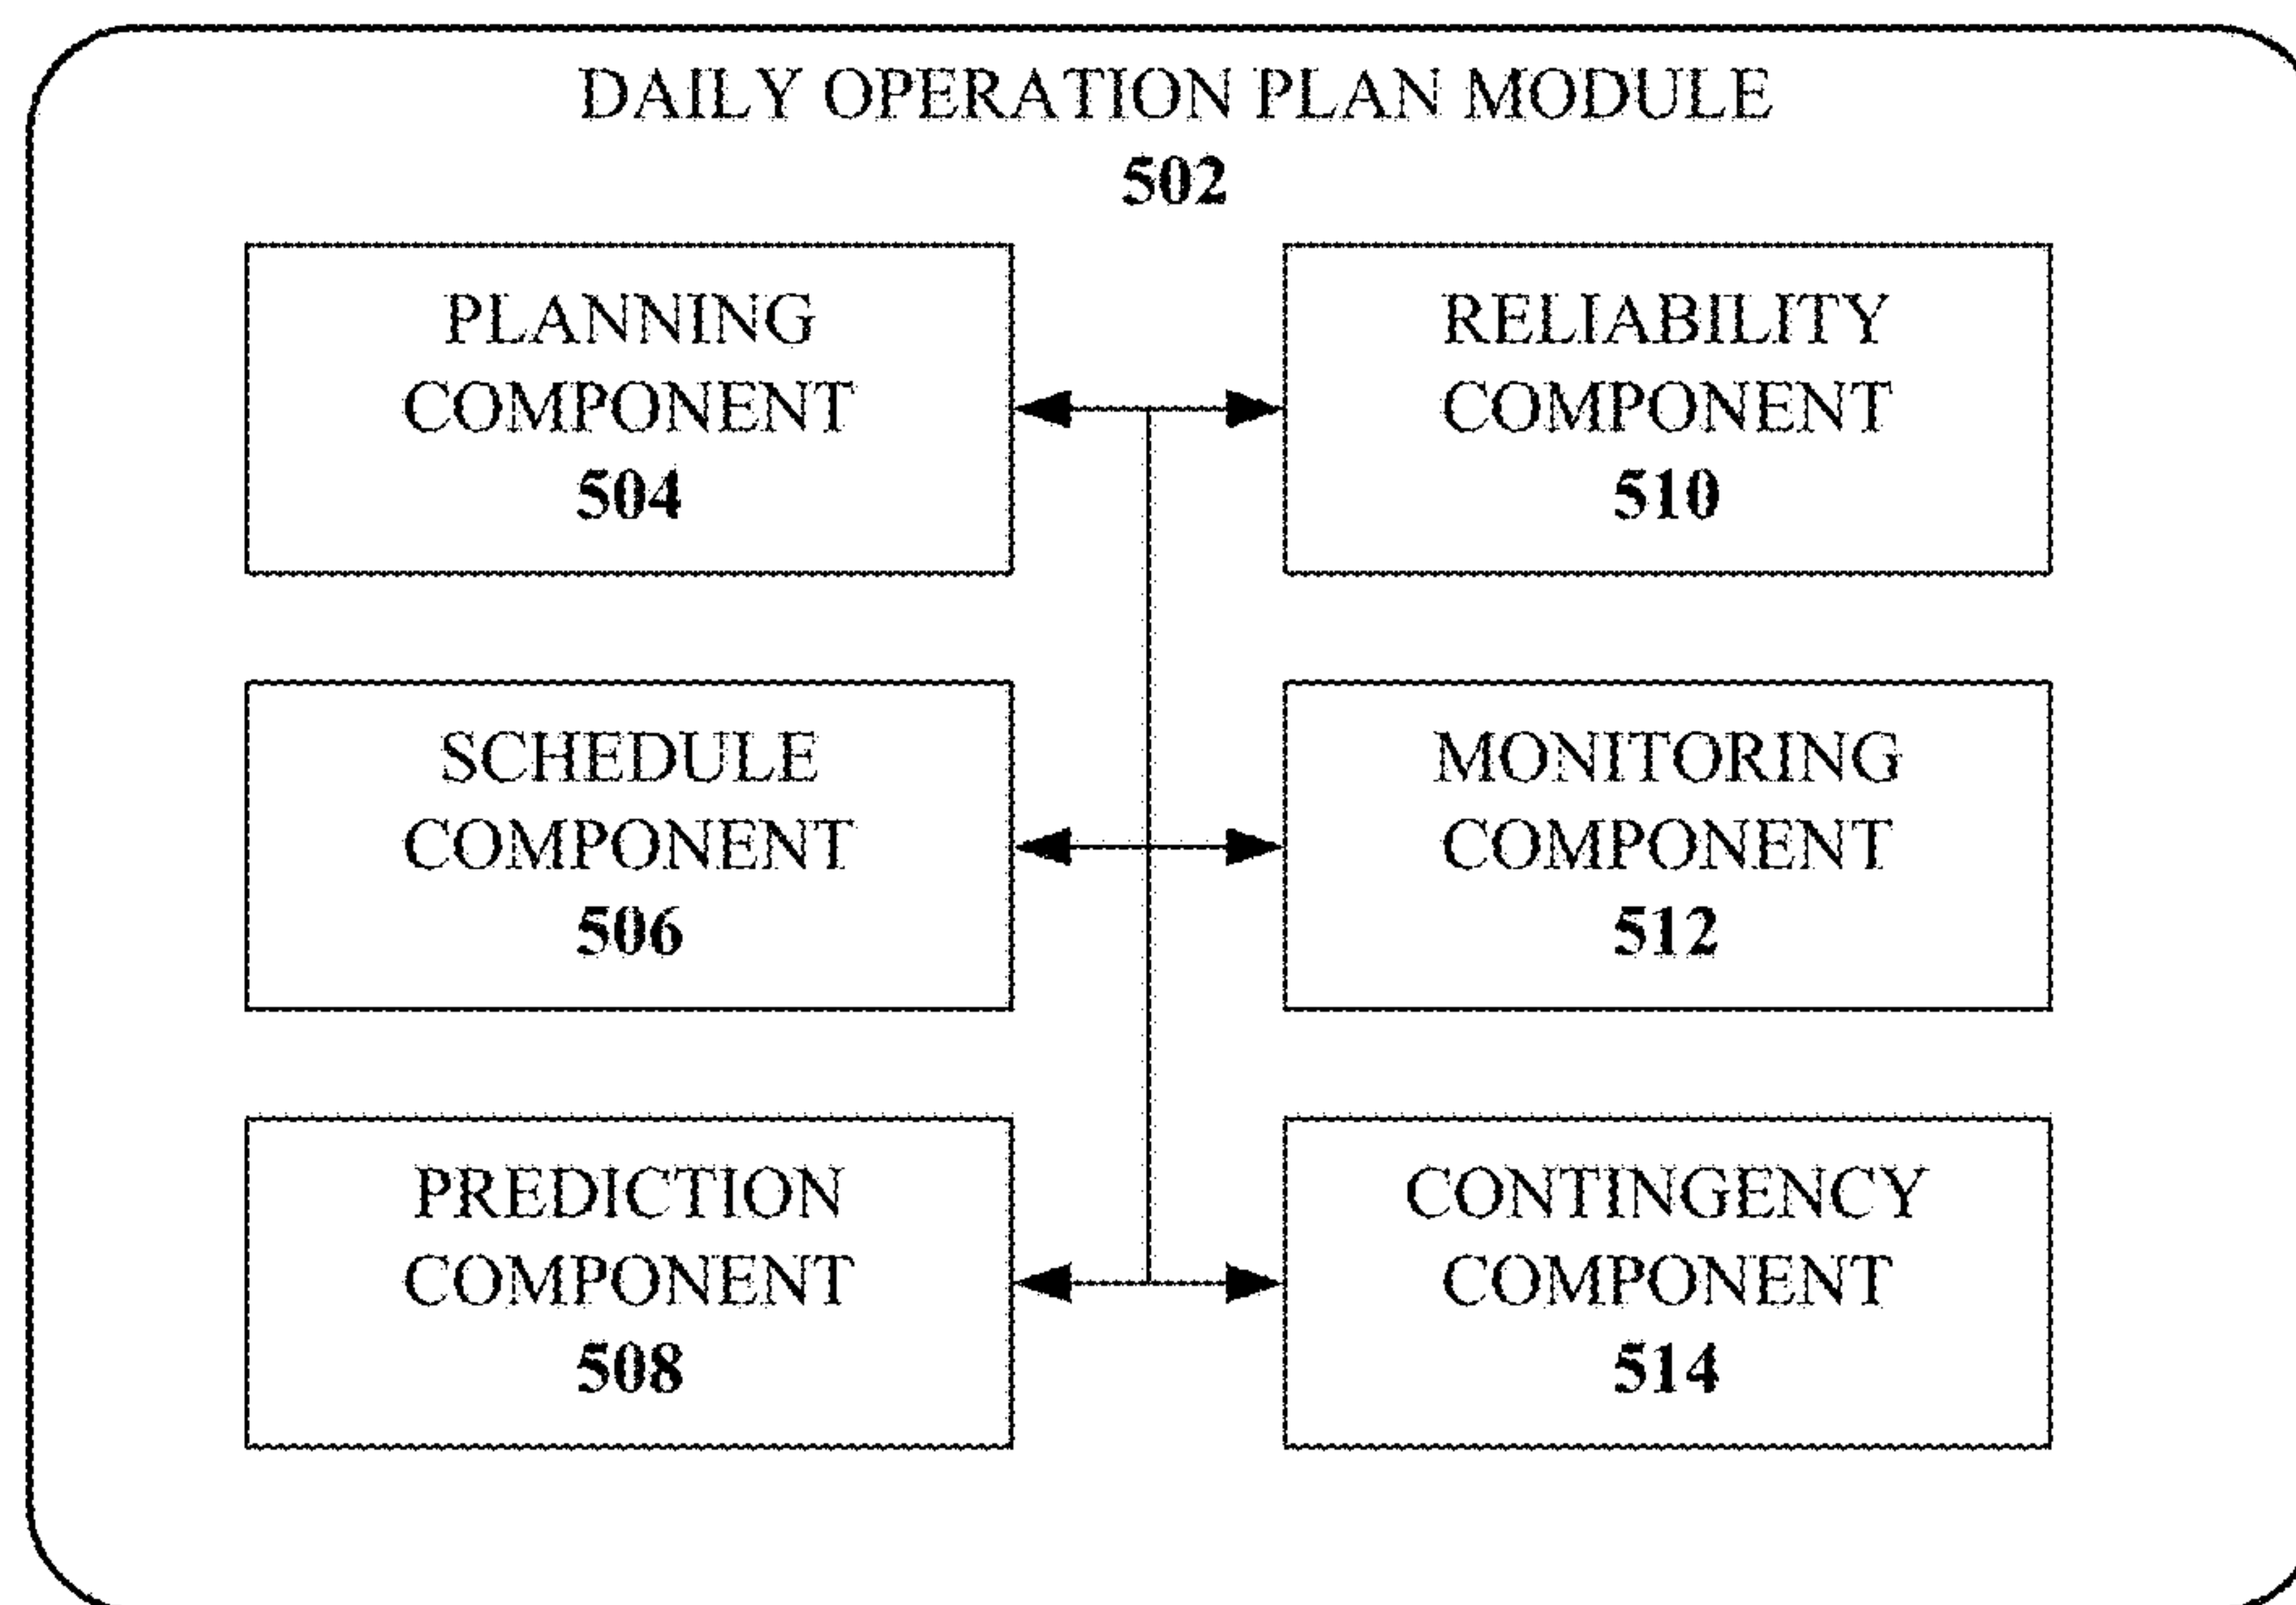 DAILY OPERATION PLAN MODULE
502
PLANNING
COMPONENT
504
RELIABILITY
COMPONENT
510
SCHEDULE
COMPONENT
506
MONITORING
COMPONENT
512
PREDICTION
COMPONENT
508
CONTINGENCY
COMPONENT
514